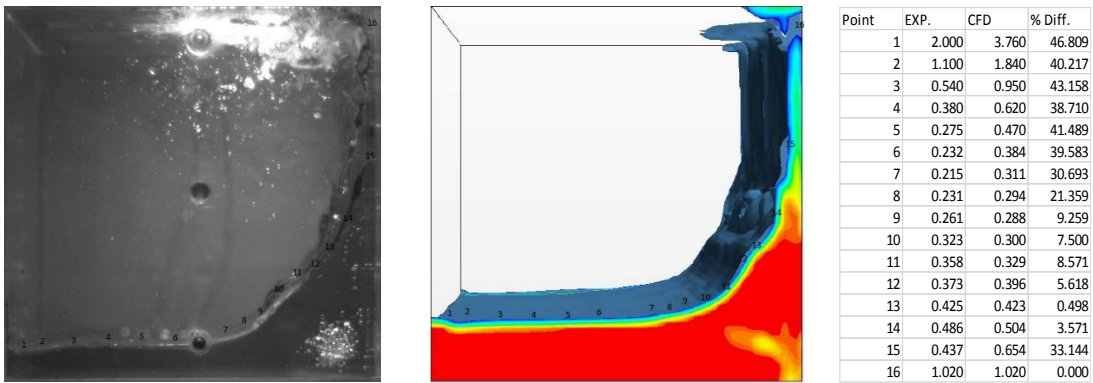 16
15
14
13
12
11
10
9
8
7
6
5
4
3
2
1
16
15
14
13
12
11
10
9
8
7
6
5
4
3
2
1
Point EXP. CFD % Diff.
1 2.000 3.760 46.809
2 1.100 1.840 40.217
3 0.540 0.950 43.158
4 0.380 0.620 38.710
5 0.275 0.470 41.489
6 0.232 0.384 39.583
7 0.215 0.311 30.693
8 0.231 0.294 21.359
9 0.261 0.288 9.259
10 0.323 0.300 7.500
11 0.358 0.329 8.571
12 0.373 0.396 5.618
13 0.425 0.423 0.498
14 0.486 0.504 3.571
15 0.437 0.654 33.144
16 1.020 1.020 0.000